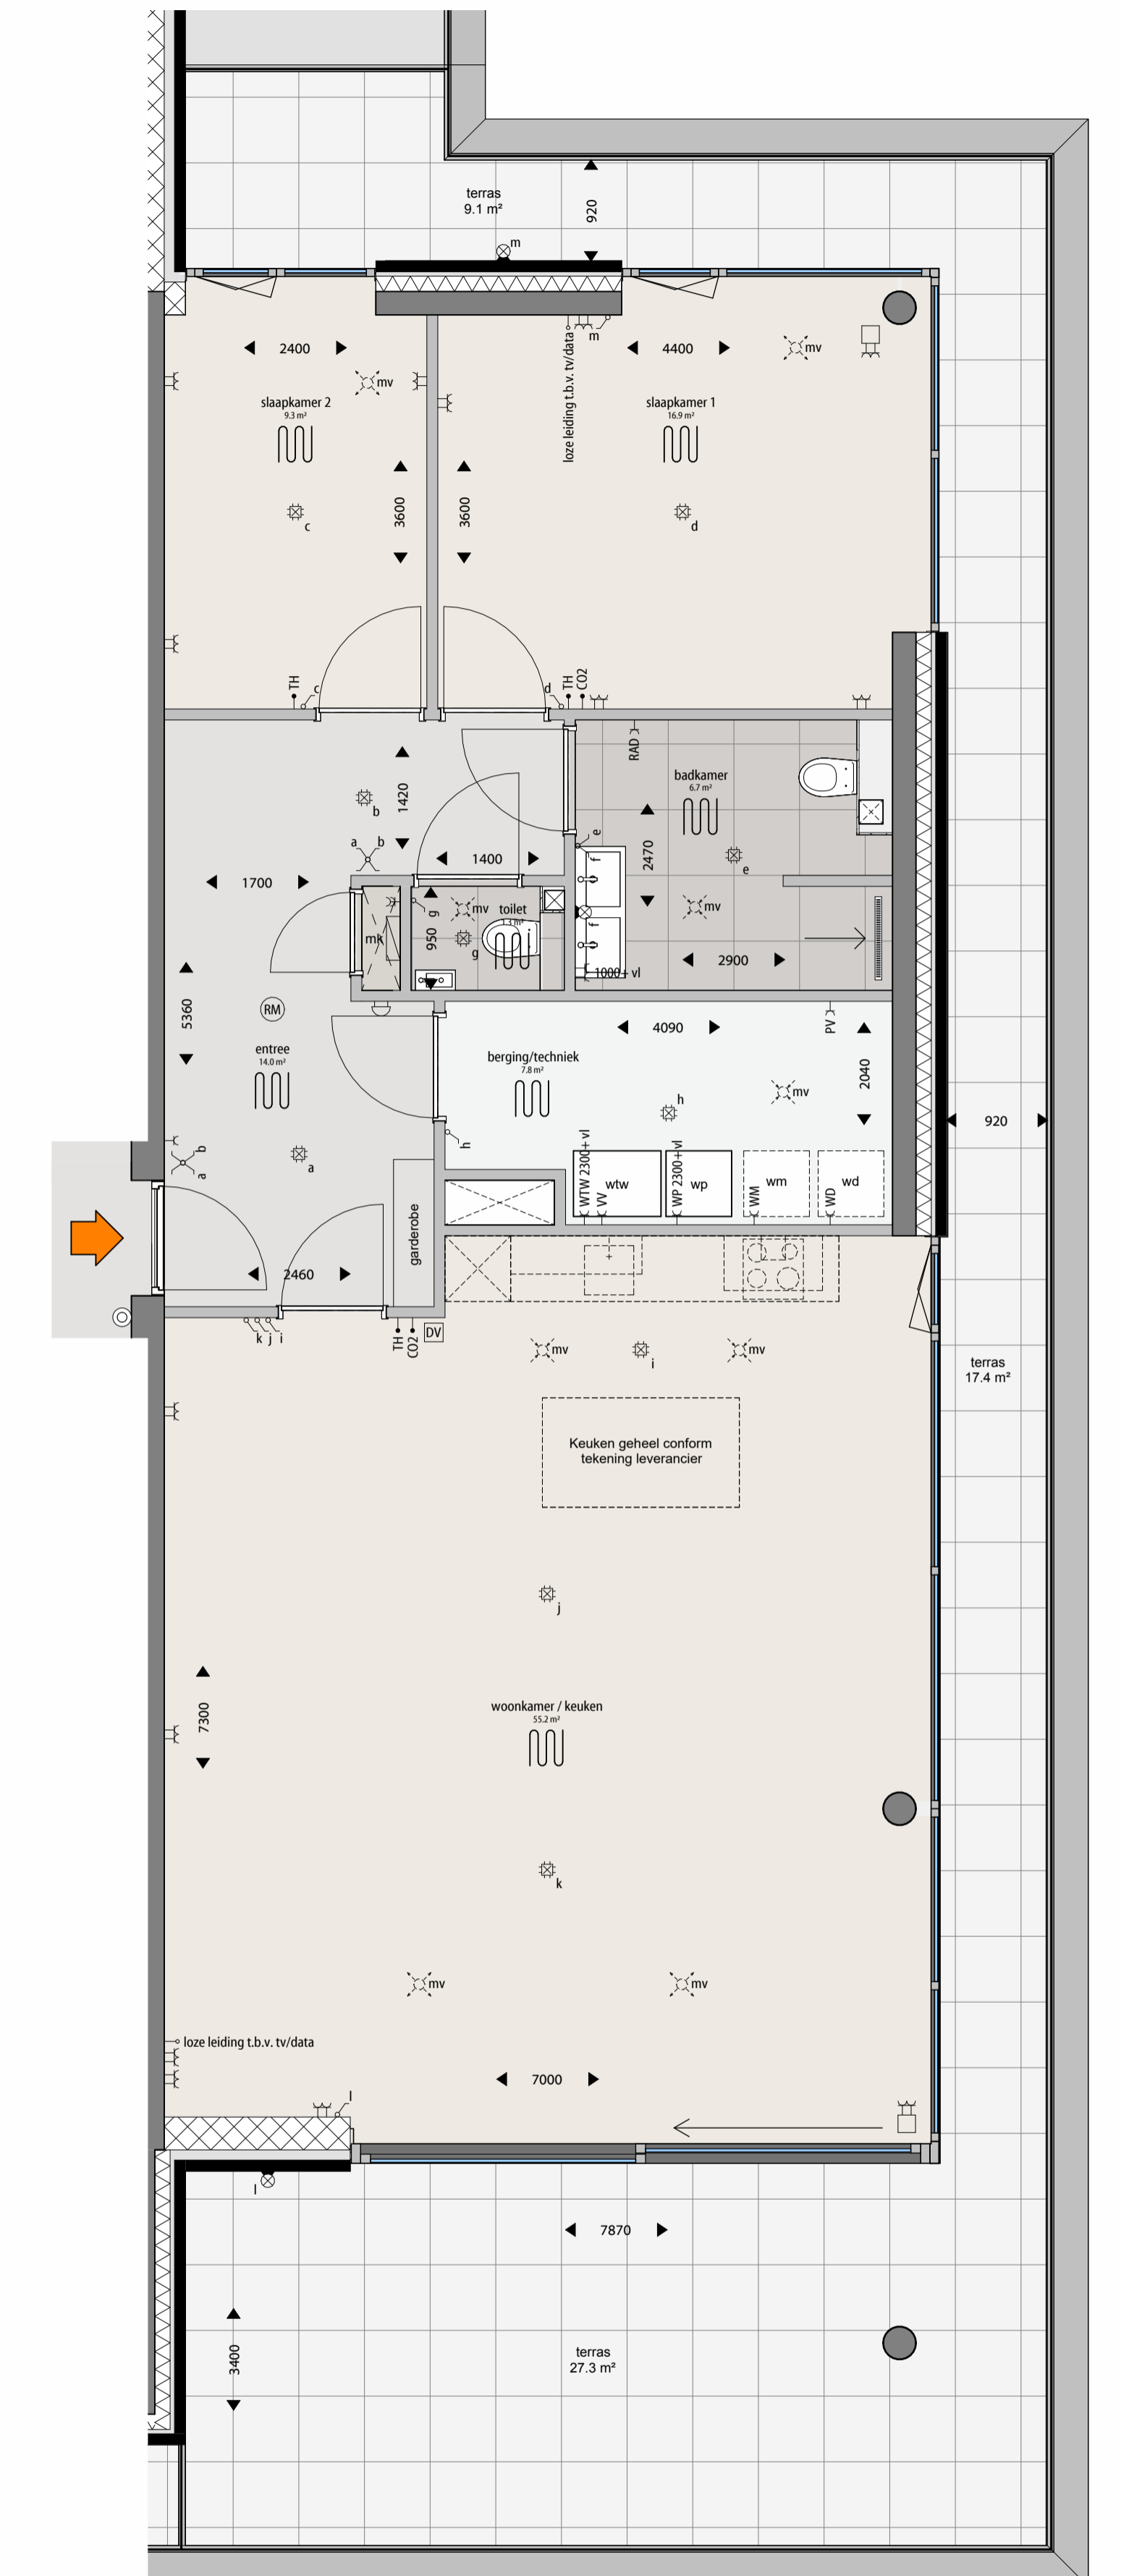 terras
9.1 m²
920
m
m
2400
4400
mv
mv
loze leiding t.b.v. tv/data
slaapkamer 2
9.3 m²
slaapkamer 1
16.9 m²
3600
3600
c
d
TH
c
d
TH
CO2
RAD
badkamer
6.7 m²
1420
b
a b
e
f
2470
e
1400
1700
g
mv
toilet
mk
950
g
mv
f
2900
1000+ vl
5360
RM
entree
14.0 m²
4090
PV
berging/techniek
7.8 m²
2040
mv
h
h
920
a b
a
WTW 2300+ vl
VV
wtw
WP 2300+vl
wp
wm
WM
wd
WD
garderobe
2460
k j i
TH
CO2
DV
mv
i
mv
terras
17.4 m²
Keuken geheel conform
tekening leverancier
j
7300
woonkamer / keuken
55.2 m²
k
mv
mv
loze leiding t.b.v. tv/data
7000
l
l
7870
3400
terras
27.3 m²